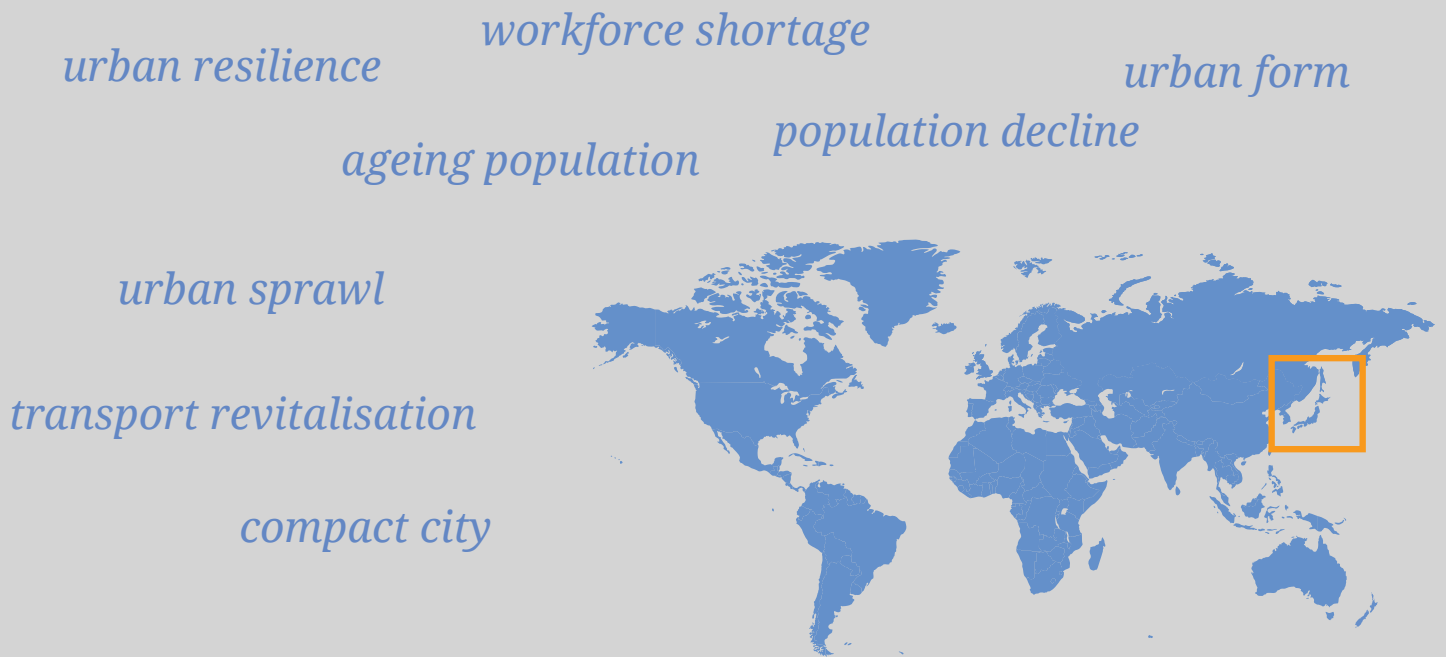 workforce shortage
urban resilience
urban form
population decline
ageing population
urban sprawl
transport revitalisation
compact city